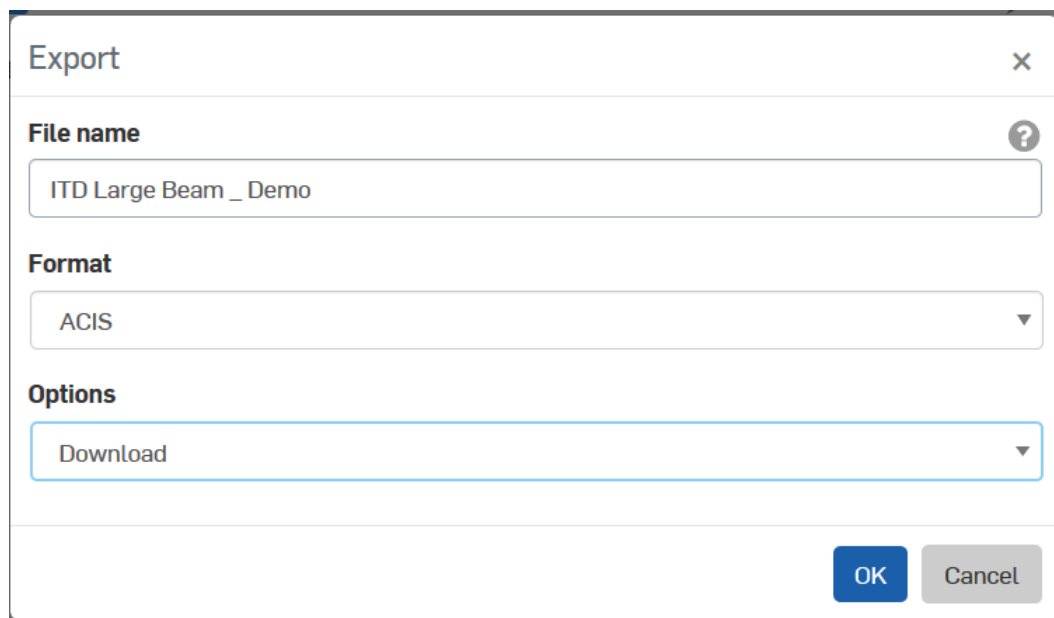 Export
×
File name
?
ITD Large Beam _ Demo
Format
ACIS
Options
Download
OK Cancel